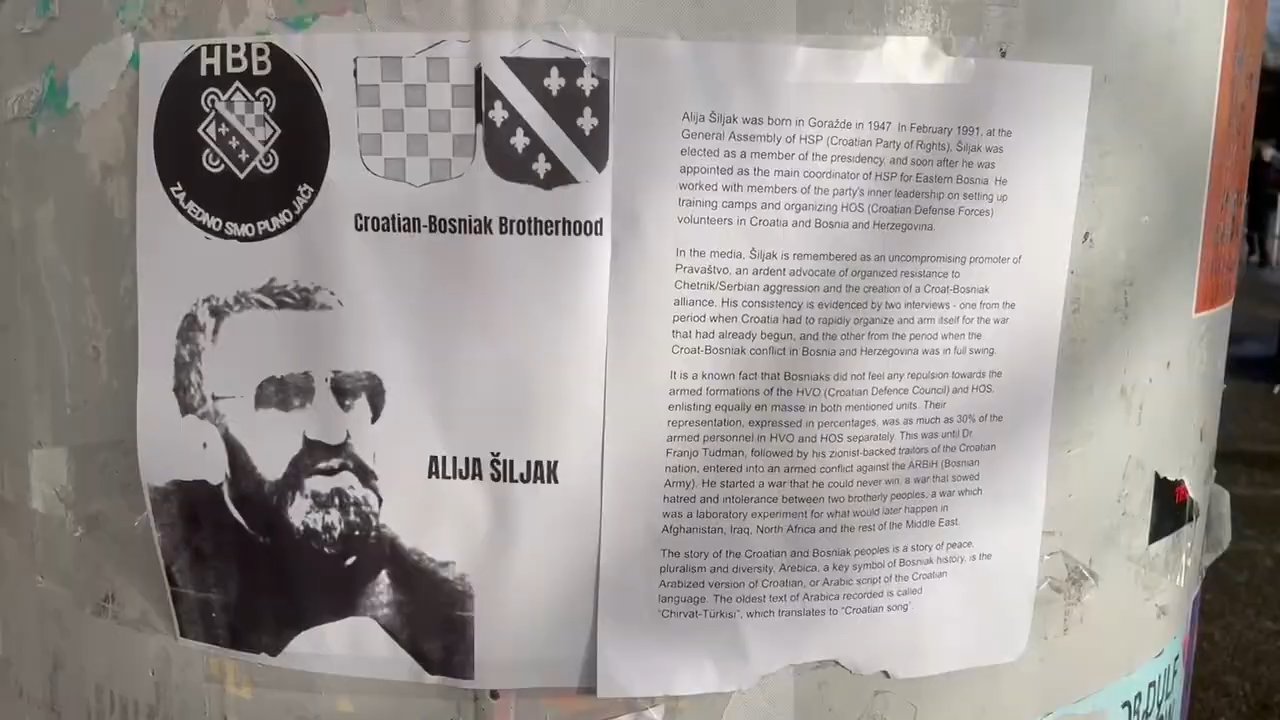 HBB
ZAJEDNO SMO PUNO JAČI
Croatian-Bosniak Brotherhood
ALIJA ŠILJAK
Alija Šiljak was born in Goražde in 1947 In February 1991, at the
General Assembly of HSP (Croatian Party of Rights), Šiljak was
elected as a member of the presidency, and soon after he was
appointed as the main coordinator of HSP for Eastern Bosnia. He
worked with members of the party's inner leadership on setting up
training camps and organizing HOS (Croatian Defense Forces)
volunteers in Croatia and Bosnia and Herzegovina.
In the media, Šiljak is remembered as an uncompromising promoter of
Pravaštvo, an ardent advocate of organized resistance to
Chetnik/Serbian aggression and the creation of a Croat-Bosniak
alliance. His consistency is evidenced by two interviews - one from the
period when Croatia had to rapidly organize and arm itself for the war
that had already begun, and the other from the period when the
Croat-Bosniak conflict in Bosnia and Herzegovina was in full swing.
It is a known fact that Bosniaks did not feel any repulsion towards the
armed formations of the HVO (Croatian Defence Council) and HOS,
enlisting equally en masse in both mentioned units. Their
representation, expressed in percentages, was as much as 30% of the
armed personnel in HVO and HOS separately. This was until Dr.
Franjo Tudman, followed by his zionist-backed traitors of the Croatian
nation, entered into an armed conflict against the ARBiH (Bosnian
Army). He started a war that he could never win, a war that sowed
hatred and intolerance between two brotherly peoples, a war which
was a laboratory experiment for what would later happen in
Afghanistan, Iraq, North Africa and the rest of the Middle East.
The story of the Croatian and Bosniak peoples is a story of peace,
pluralism and diversity. Arebica, a key symbol of Bosniak history, is the
Arabized version of Croatian, or Arabic script of the Croatian
language. The oldest text of Arabica recorded is called
"Chirvat-Türkisi", which translates to "Croatian song"